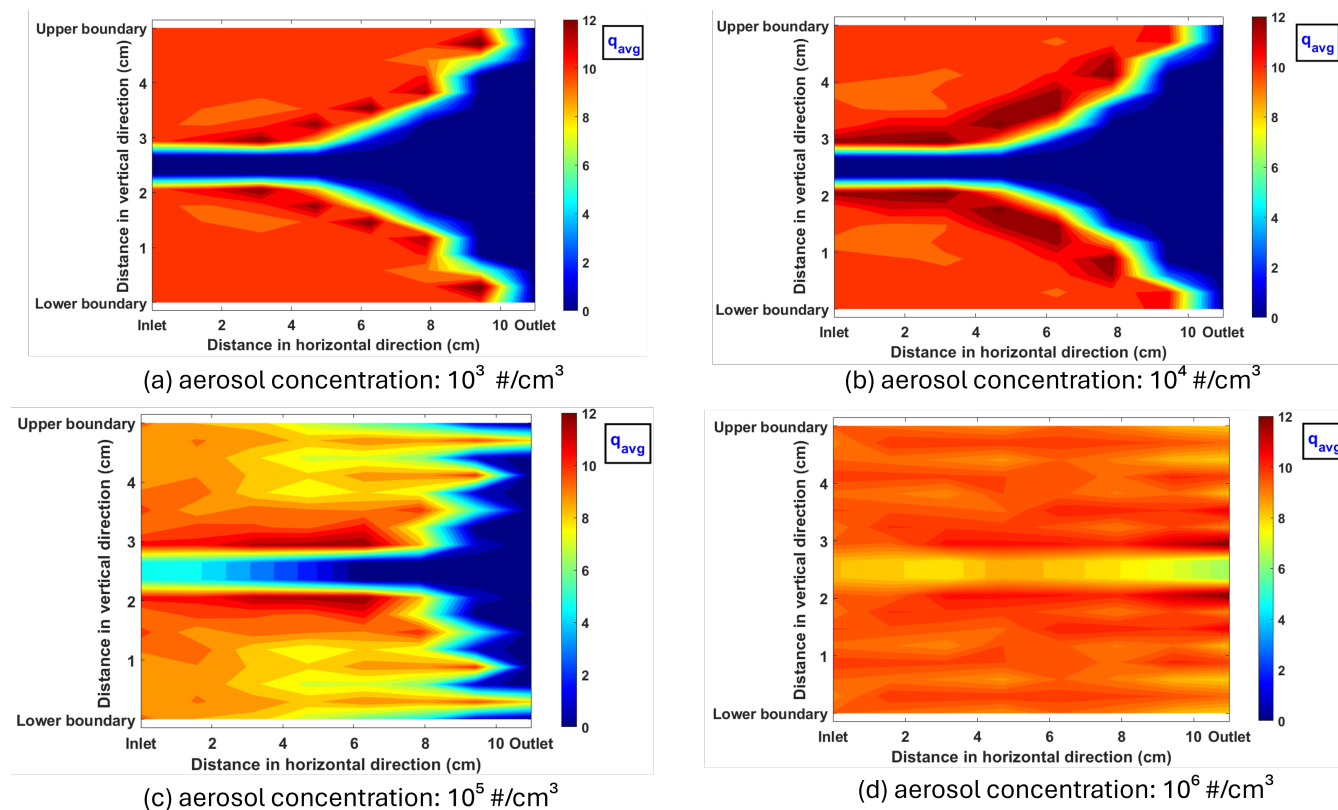 Upper boundary
4
3
2
1
Lower boundary
Distance in vertical direction (cm)
Inlet 2 4 6 8 10 Outlet
Distance in horizontal direction (cm)
12
10
8
6
4
2
0
q_avg
(a) aerosol concentration: 10³ #/cm³
Upper boundary
4
3
2
1
Lower boundary
Distance in vertical direction (cm)
Inlet 2 4 6 8 10 Outlet
Distance in horizontal direction (cm)
12
10
8
6
4
2
0
q_avg
(b) aerosol concentration: 10⁴ #/cm³
Upper boundary
4
3
2
1
Lower boundary
Distance in vertical direction (cm)
Inlet 2 4 6 8 10 Outlet
Distance in horizontal direction (cm)
12
10
8
6
4
2
0
q_avg
(c) aerosol concentration: 10⁵ #/cm³
Upper boundary
4
3
2
1
Lower boundary
Distance in vertical direction (cm)
Inlet 2 4 6 8 10 Outlet
Distance in horizontal direction (cm)
12
10
8
6
4
2
0
q_avg
(d) aerosol concentration: 10⁶ #/cm³